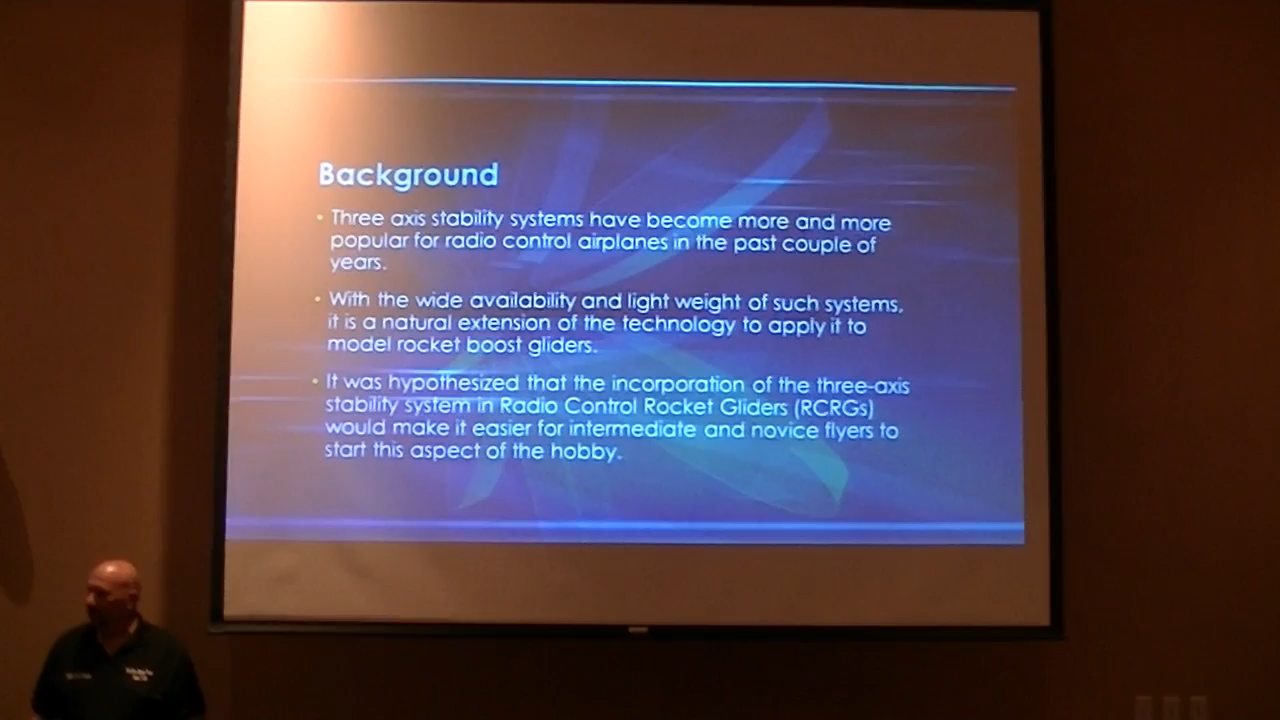 Background
• Three axis stability systems have become more and more
popular for radio control airplanes in the past couple of
years.
• With the wide availability and light weight of such systems,
it is a natural extension of the technology to apply it to
model rocket boost gliders.
• It was hypothesized that the incorporation of the three-axis
stability system in Radio Control Rocket Gliders (RCRGs)
would make it easier for intermediate and novice flyers to
start this aspect of the hobby.